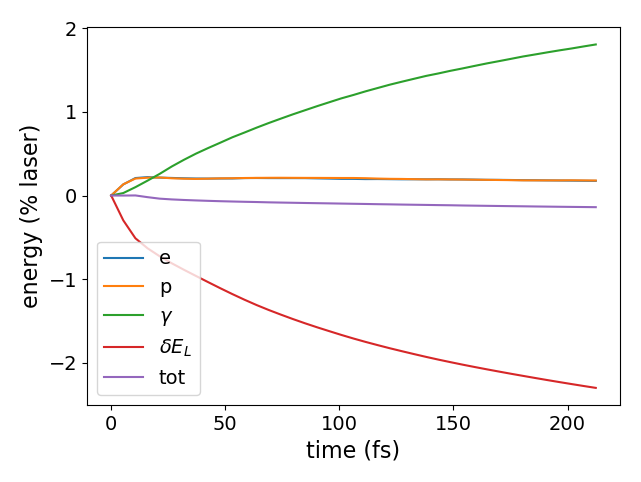 energy (% laser)
2
1
0
−1
−2
e
p
γ
δE_L
tot
0 50 100 150 200
time (fs)